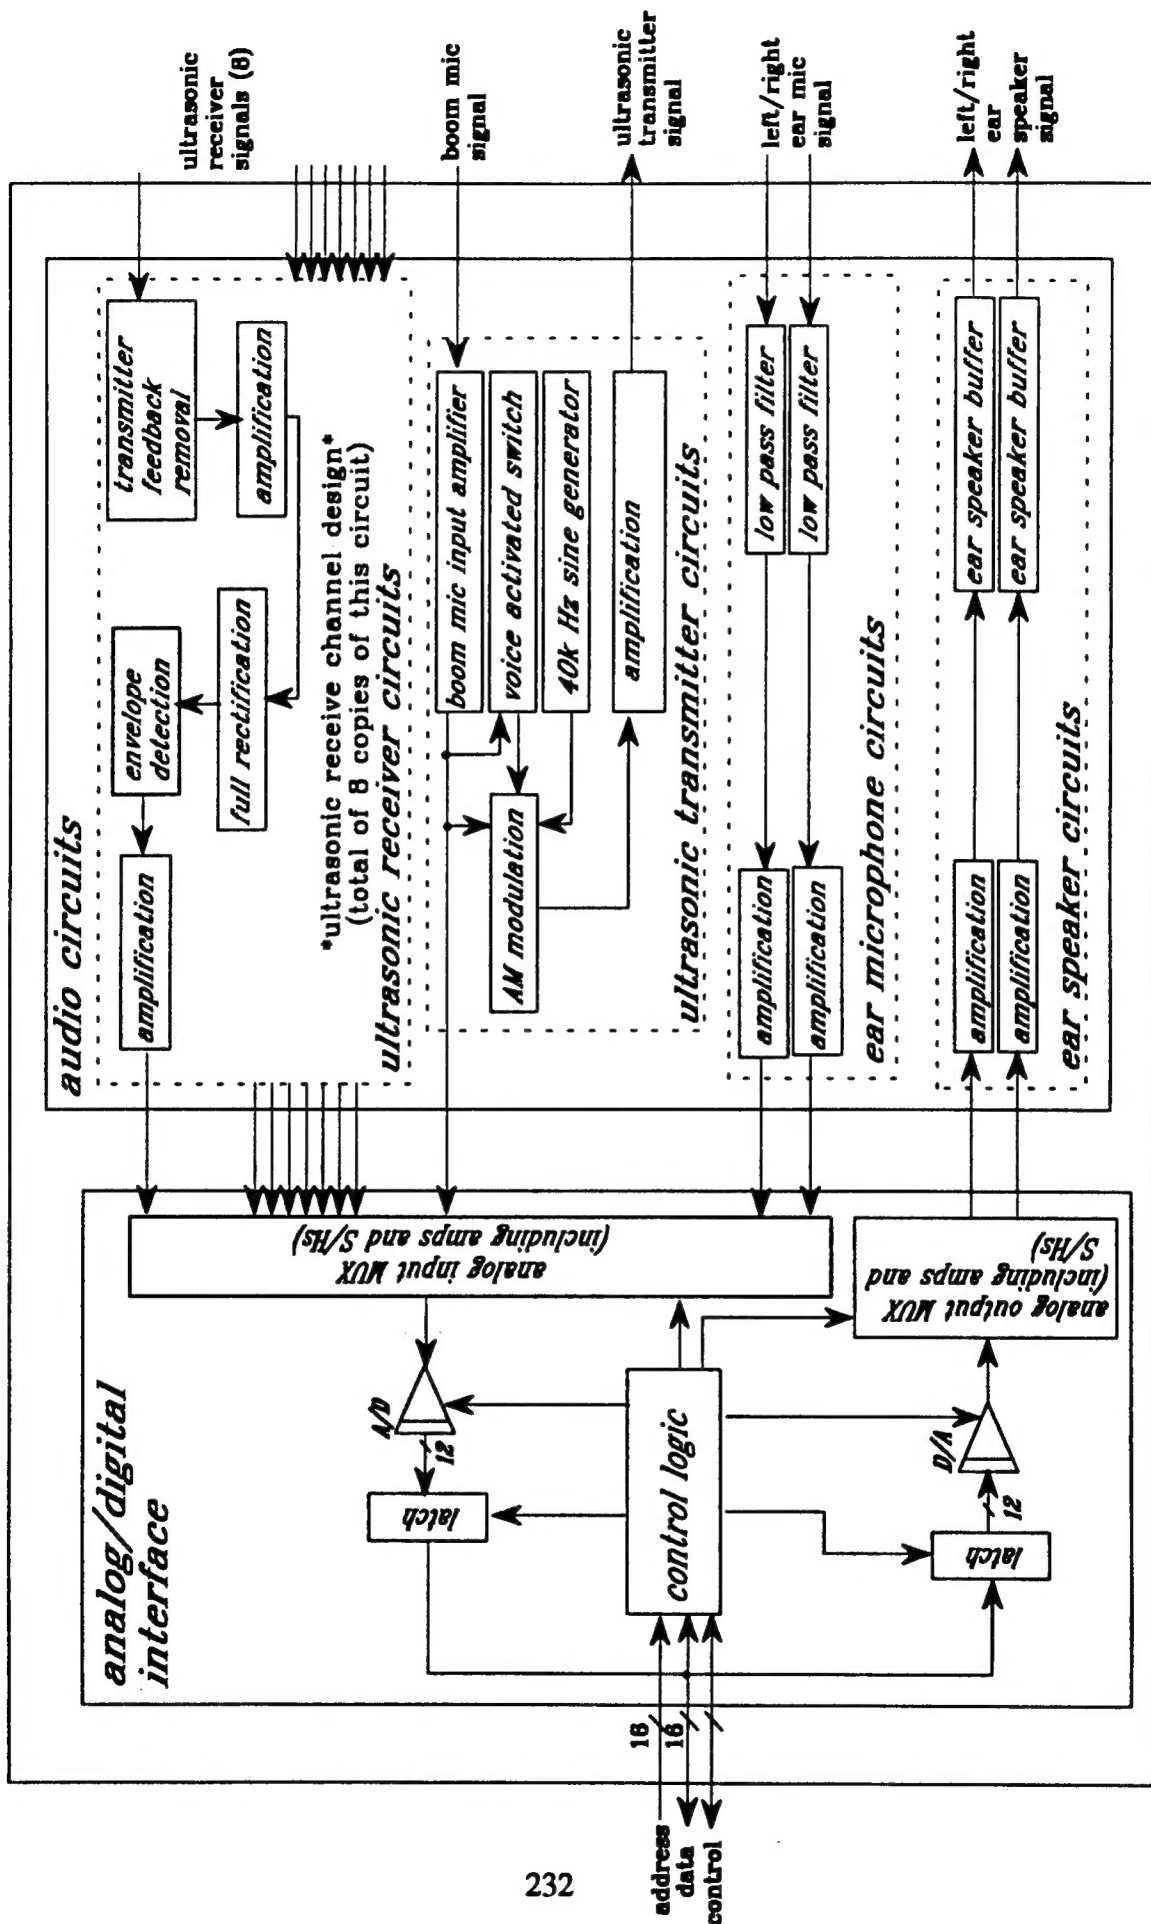 audio circuits
ultrasonic
receiver
signals (8)
transmitter
feedback
removal
amplification
full rectification
envelope
detection
amplification
*ultrasonic receive channel design*
(total of 8 copies of this circuit)
ultrasonic receiver circuits
boom mic
signal
boom mic input amplifier
voice activated switch
40k Hz sine generator
AM modulation
amplification
ultrasonic
transmitter
signal
ultrasonic transmitter circuits
left/right
ear mic
signal
low pass filter
low pass filter
amplification
amplification
ear microphone circuits
left/right
ear
speaker
signal
ear speaker buffer
ear speaker buffer
amplification
amplification
ear speaker circuits
analog/digital
interface
analog input MUX
(including amps and S/Hs)
A/D
12
latch
control logic
analog output MUX
(including amps and
S/Hs)
D/A
12
latch
16
16
address
data
control
232